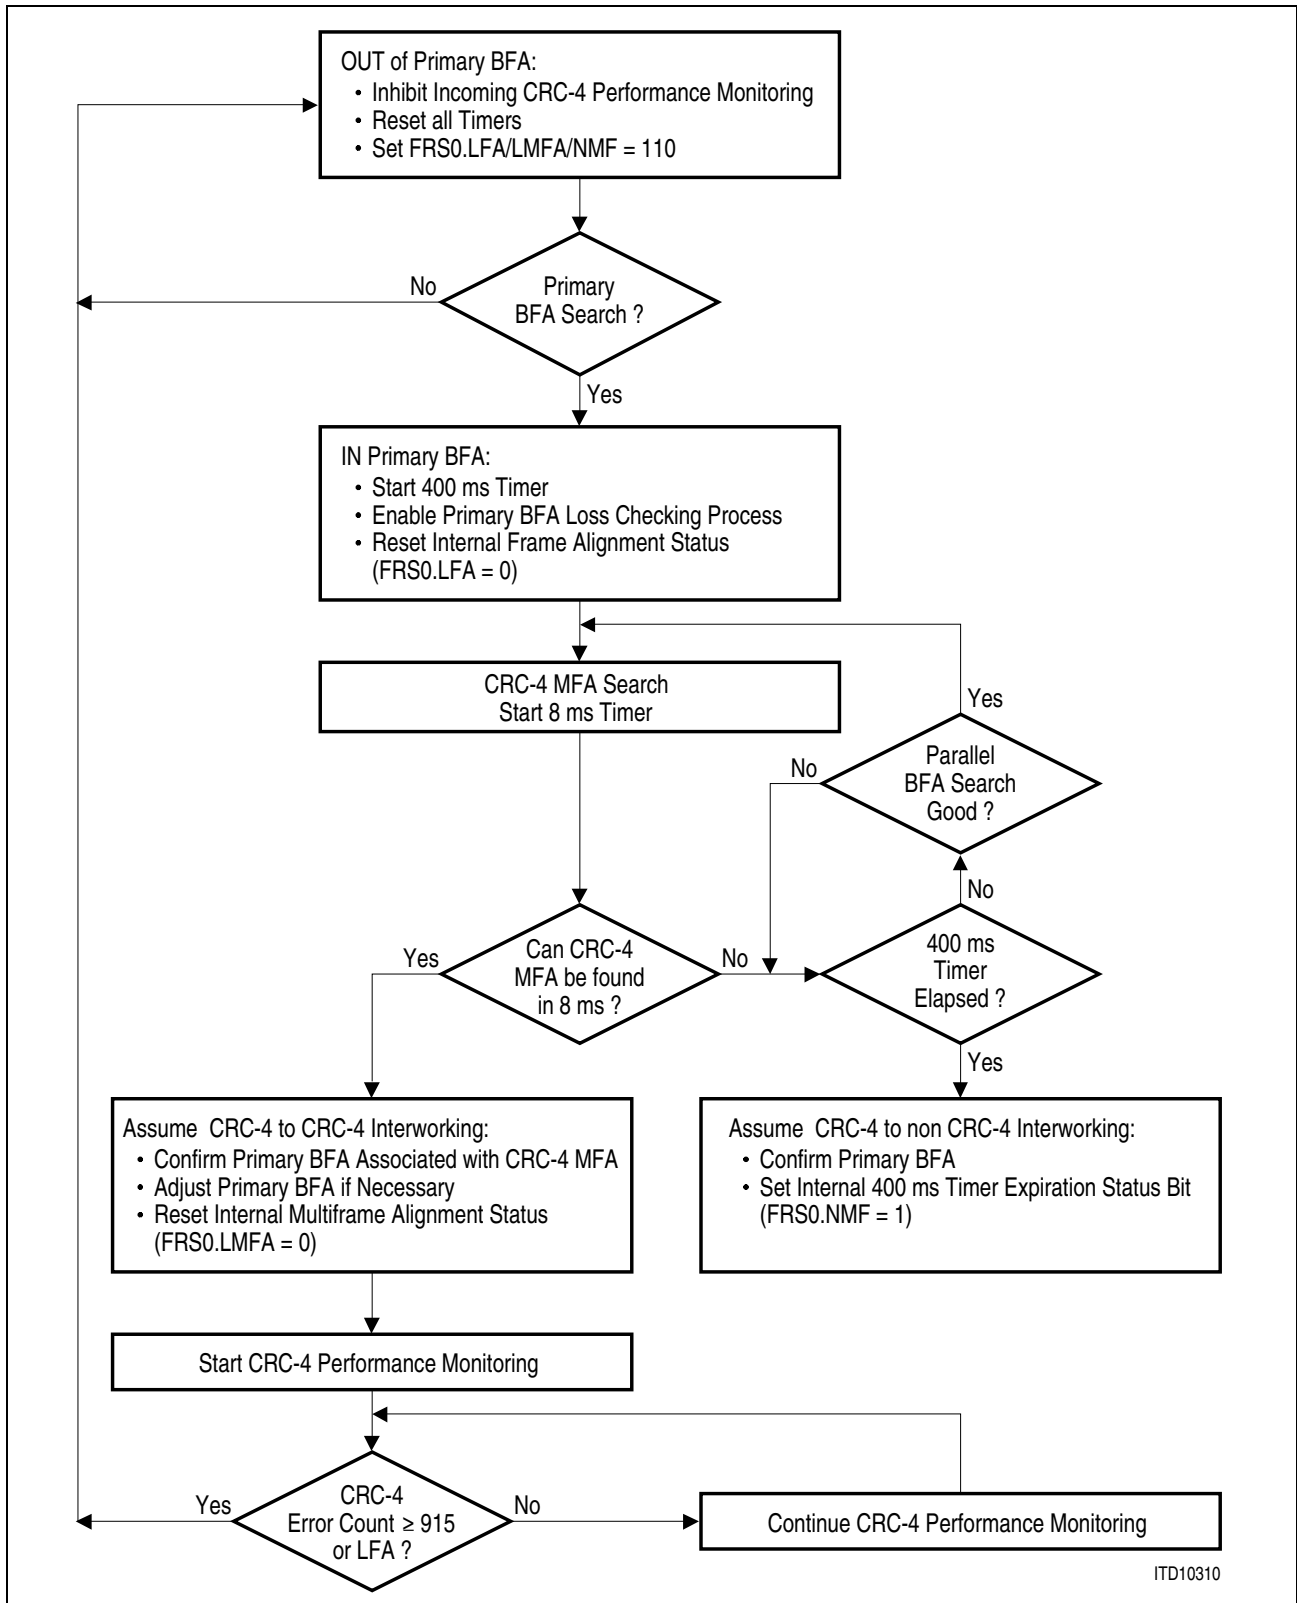 OUT of Primary BFA:
• Inhibit Incoming CRC-4 Performance Monitoring
• Reset all Timers
• Set FRS0.LFA/LMFA/NMF = 110
No
Primary
BFA Search ?
Yes
IN Primary BFA:
• Start 400 ms Timer
• Enable Primary BFA Loss Checking Process
• Reset Internal Frame Alignment Status
(FRS0.LFA = 0)
CRC-4 MFA Search
Start 8 ms Timer
Yes
No
Parallel
BFA Search
Good ?
No
Yes
Can CRC-4
MFA be found
in 8 ms ?
No
400 ms
Timer
Elapsed ?
Yes
Assume CRC-4 to CRC-4 Interworking:
• Confirm Primary BFA Associated with CRC-4 MFA
• Adjust Primary BFA if Necessary
• Reset Internal Multiframe Alignment Status
(FRS0.LMFA = 0)
Assume CRC-4 to non CRC-4 Interworking:
• Confirm Primary BFA
• Set Internal 400 ms Timer Expiration Status Bit
(FRS0.NMF = 1)
Start CRC-4 Performance Monitoring
Yes
CRC-4
Error Count ≥ 915
or LFA ?
No
Continue CRC-4 Performance Monitoring
ITD10310